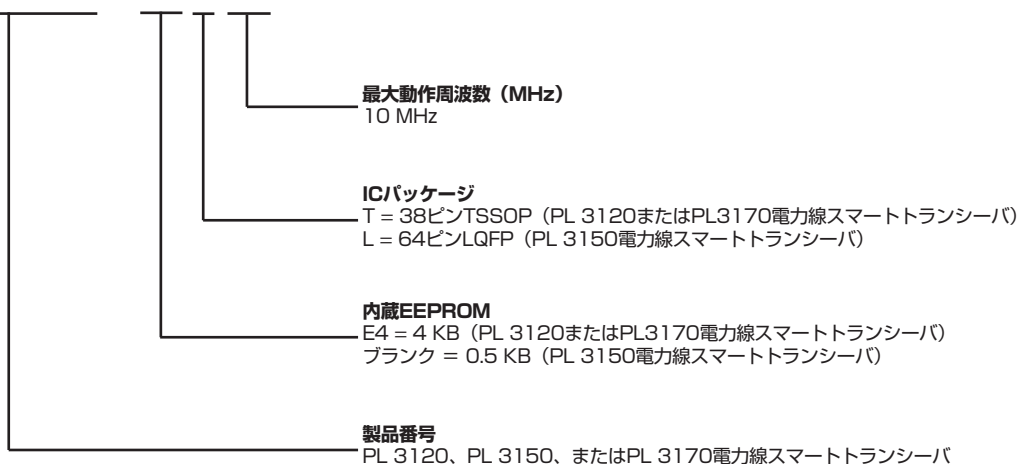 最大動作周波数（MHz）
10 MHz
ICパッケージ
T = 38ピンTSSOP（PL 3120またはPL3170電力線スマートトランシーバ）
L = 64ピンLQFP（PL 3150電力線スマートトランシーバ）
内蔵EEPROM
E4 = 4 KB（PL 3120またはPL3170電力線スマートトランシーバ）
ブランク = 0.5 KB（PL 3150電力線スマートトランシーバ）
製品番号
PL 3120、PL 3150、またはPL 3170電力線スマートトランシーバ